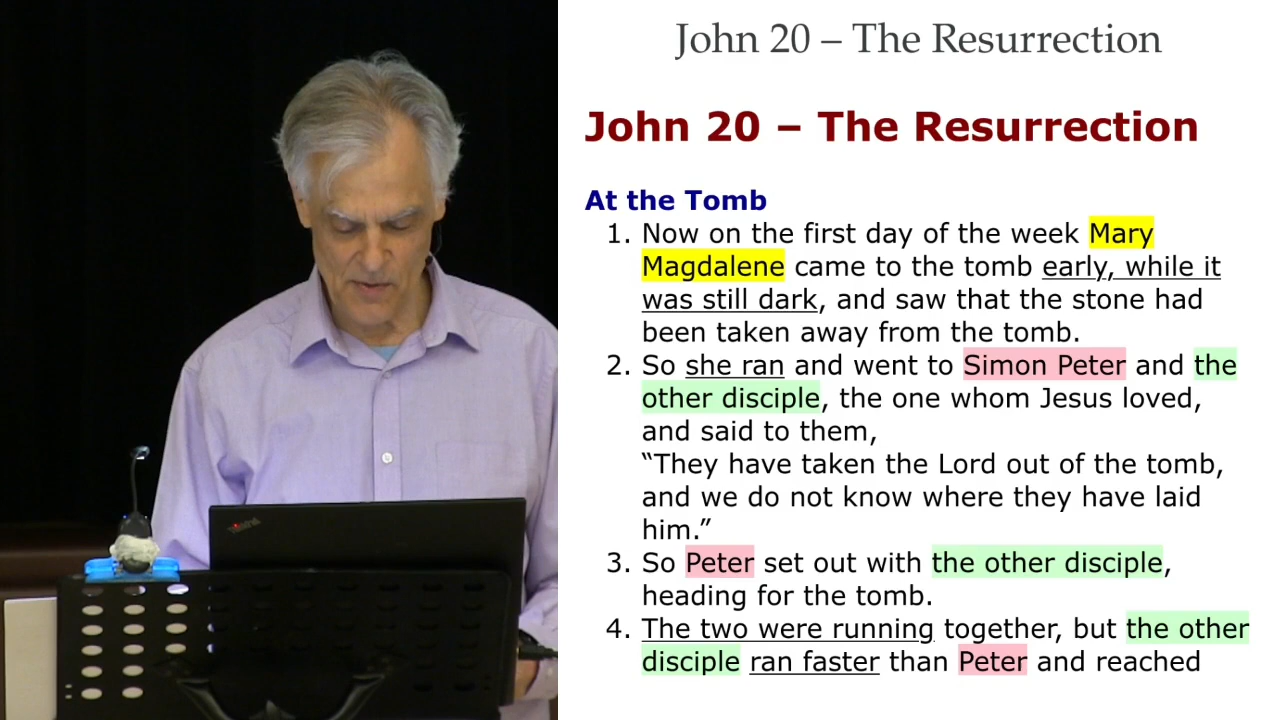 John 20 – The Resurrection
John 20 – The Resurrection
At the Tomb
1. Now on the first day of the week Mary
Magdalene came to the tomb early, while it
was still dark, and saw that the stone had
been taken away from the tomb.
2. So she ran and went to Simon Peter and the
other disciple, the one whom Jesus loved,
and said to them,
“They have taken the Lord out of the tomb,
and we do not know where they have laid
him.”
3. So Peter set out with the other disciple,
heading for the tomb.
4. The two were running together, but the other
disciple ran faster than Peter and reached
ThinkPad